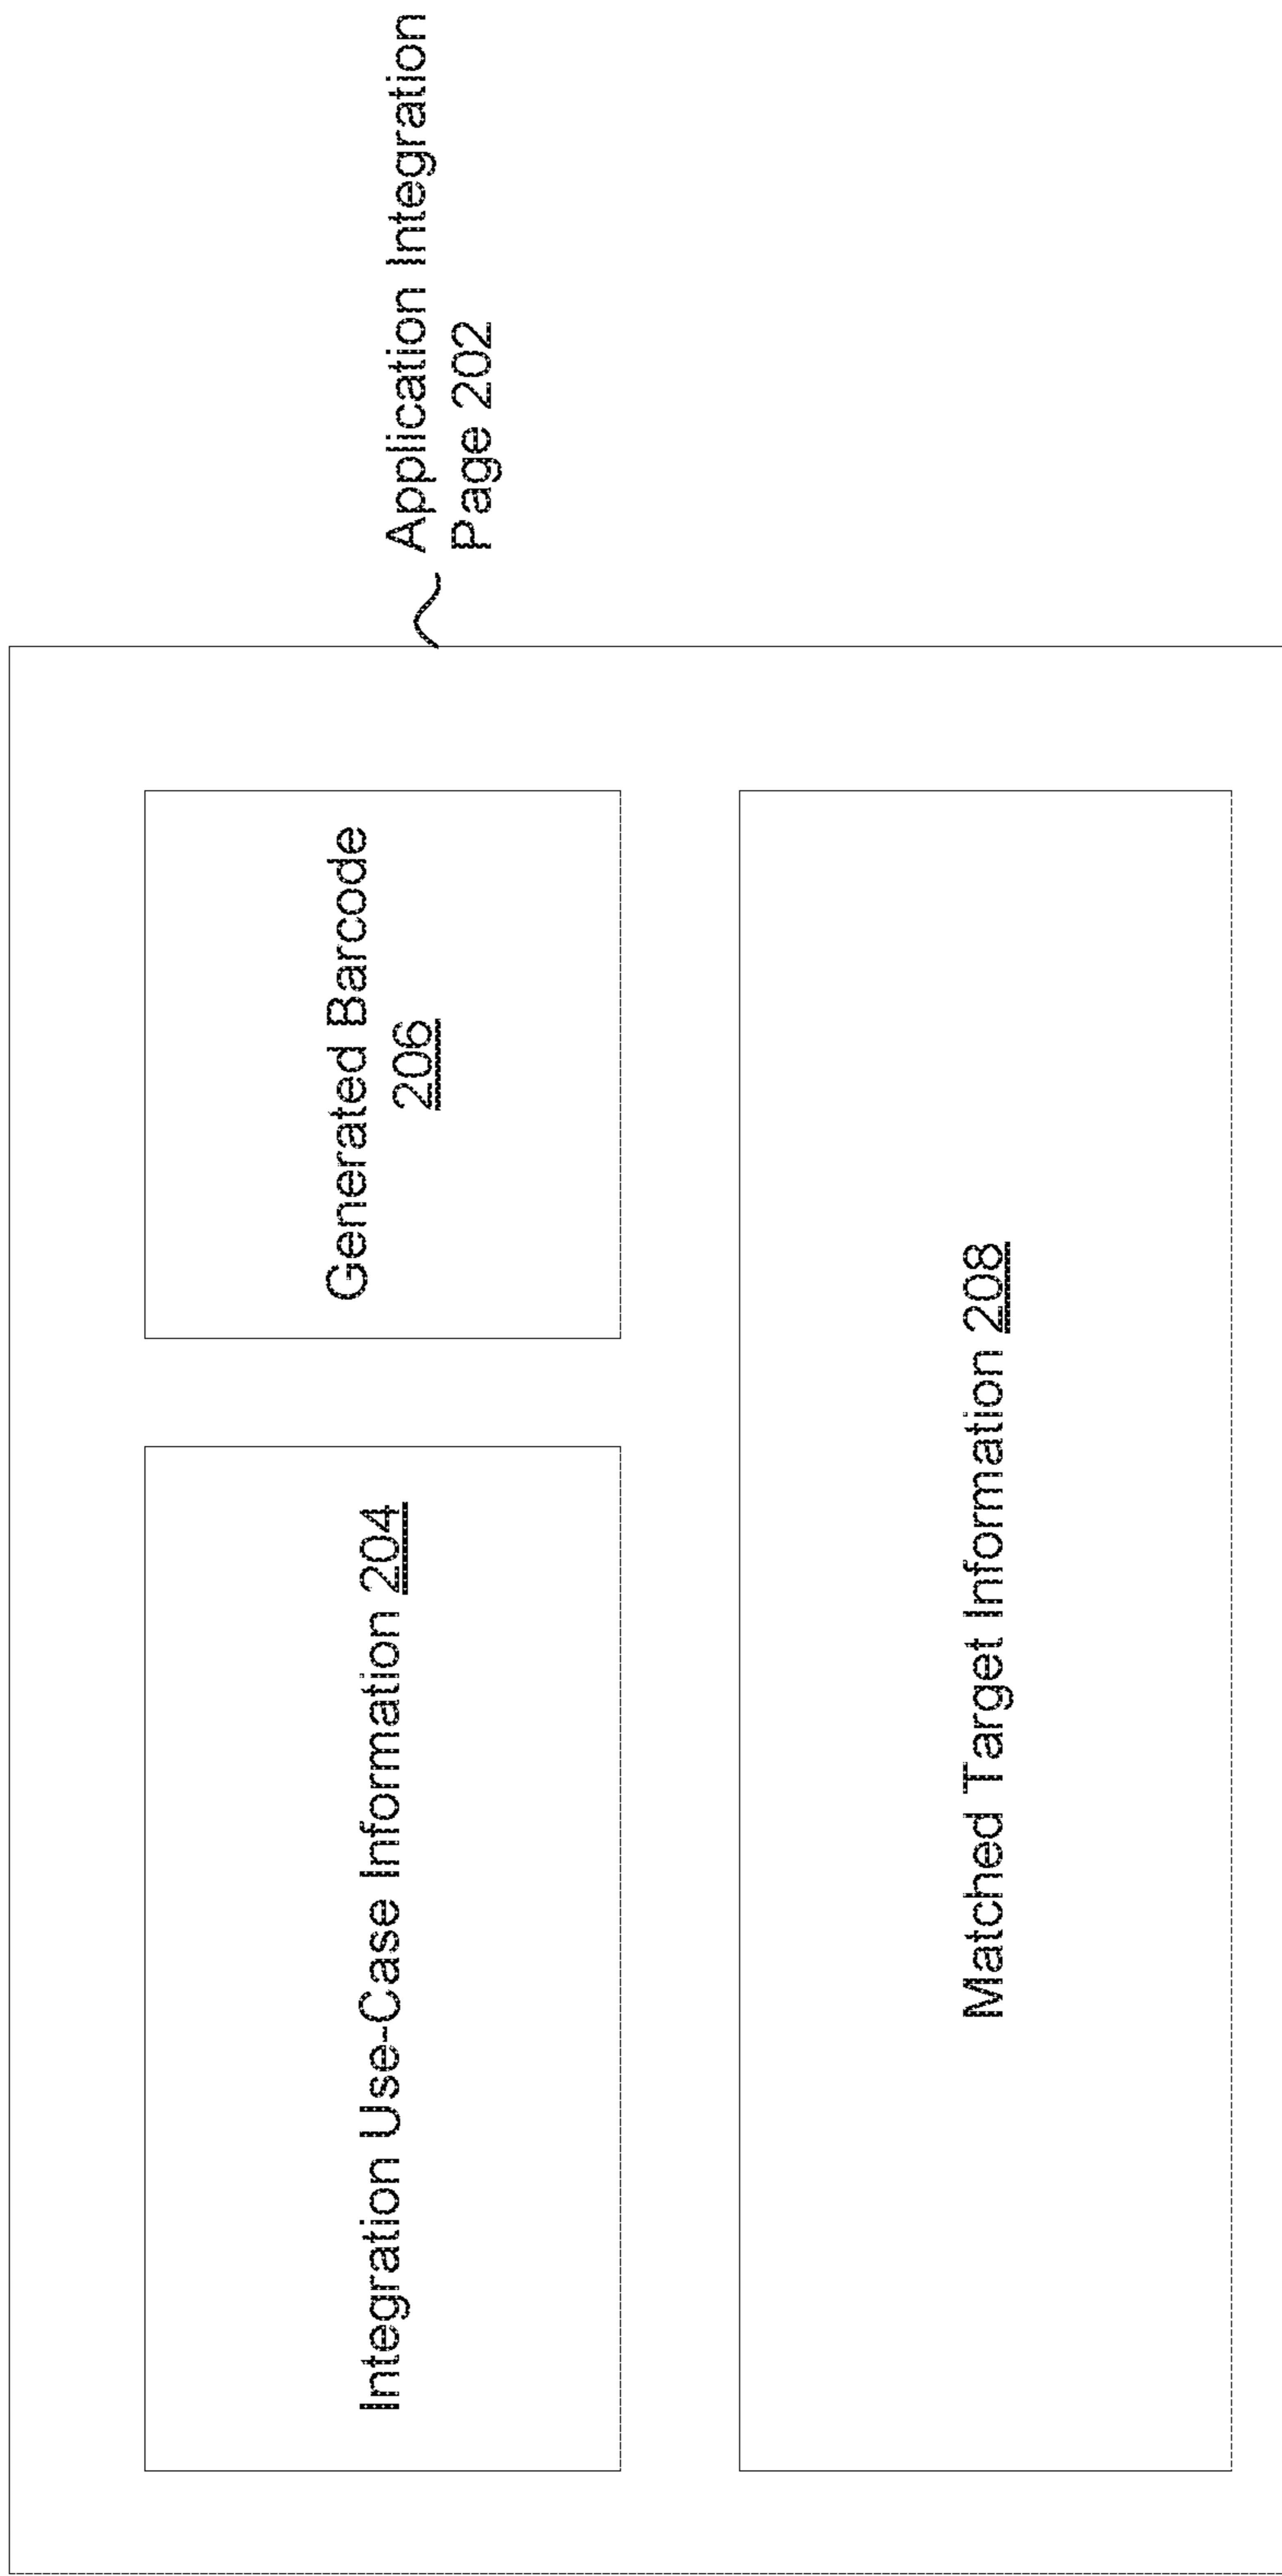 Application Integration
Page 202
Integration Use-Case Information 204
Generated Barcode
206
Matched Target Information 208